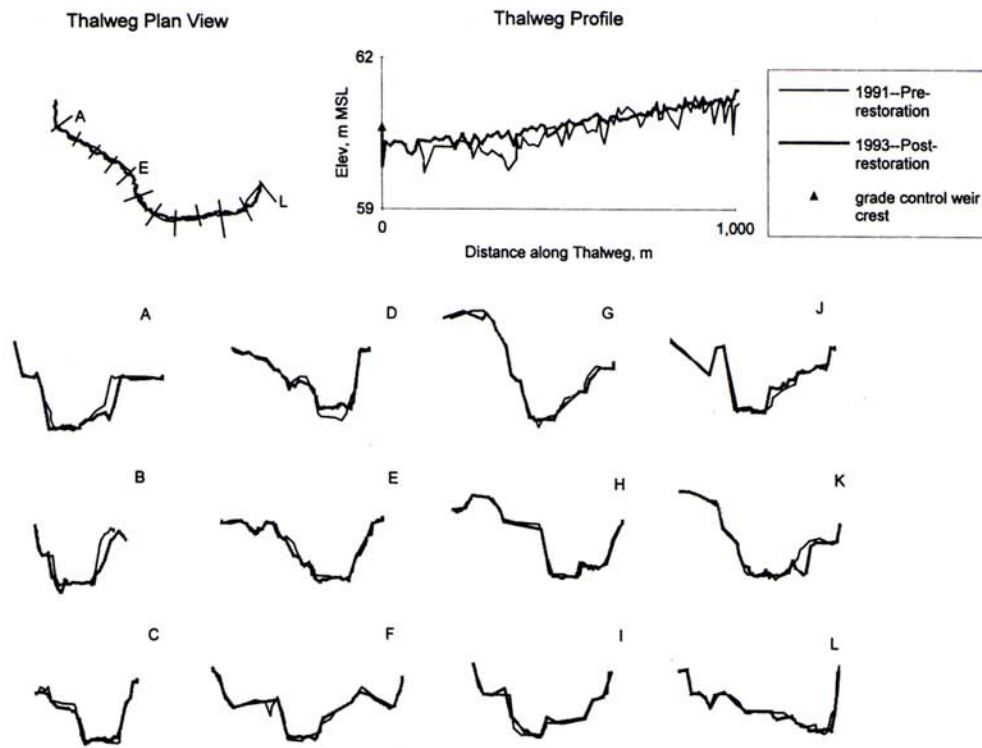 Thalweg Plan View
Thalweg Profile
A
E
L
62
59
Elev, m MSL
0
1,000
Distance along Thalweg, m
1991--Pre-
restoration
1993--Post-
restoration
grade control weir
crest
A
D
G
J
B
E
H
K
C
F
I
L